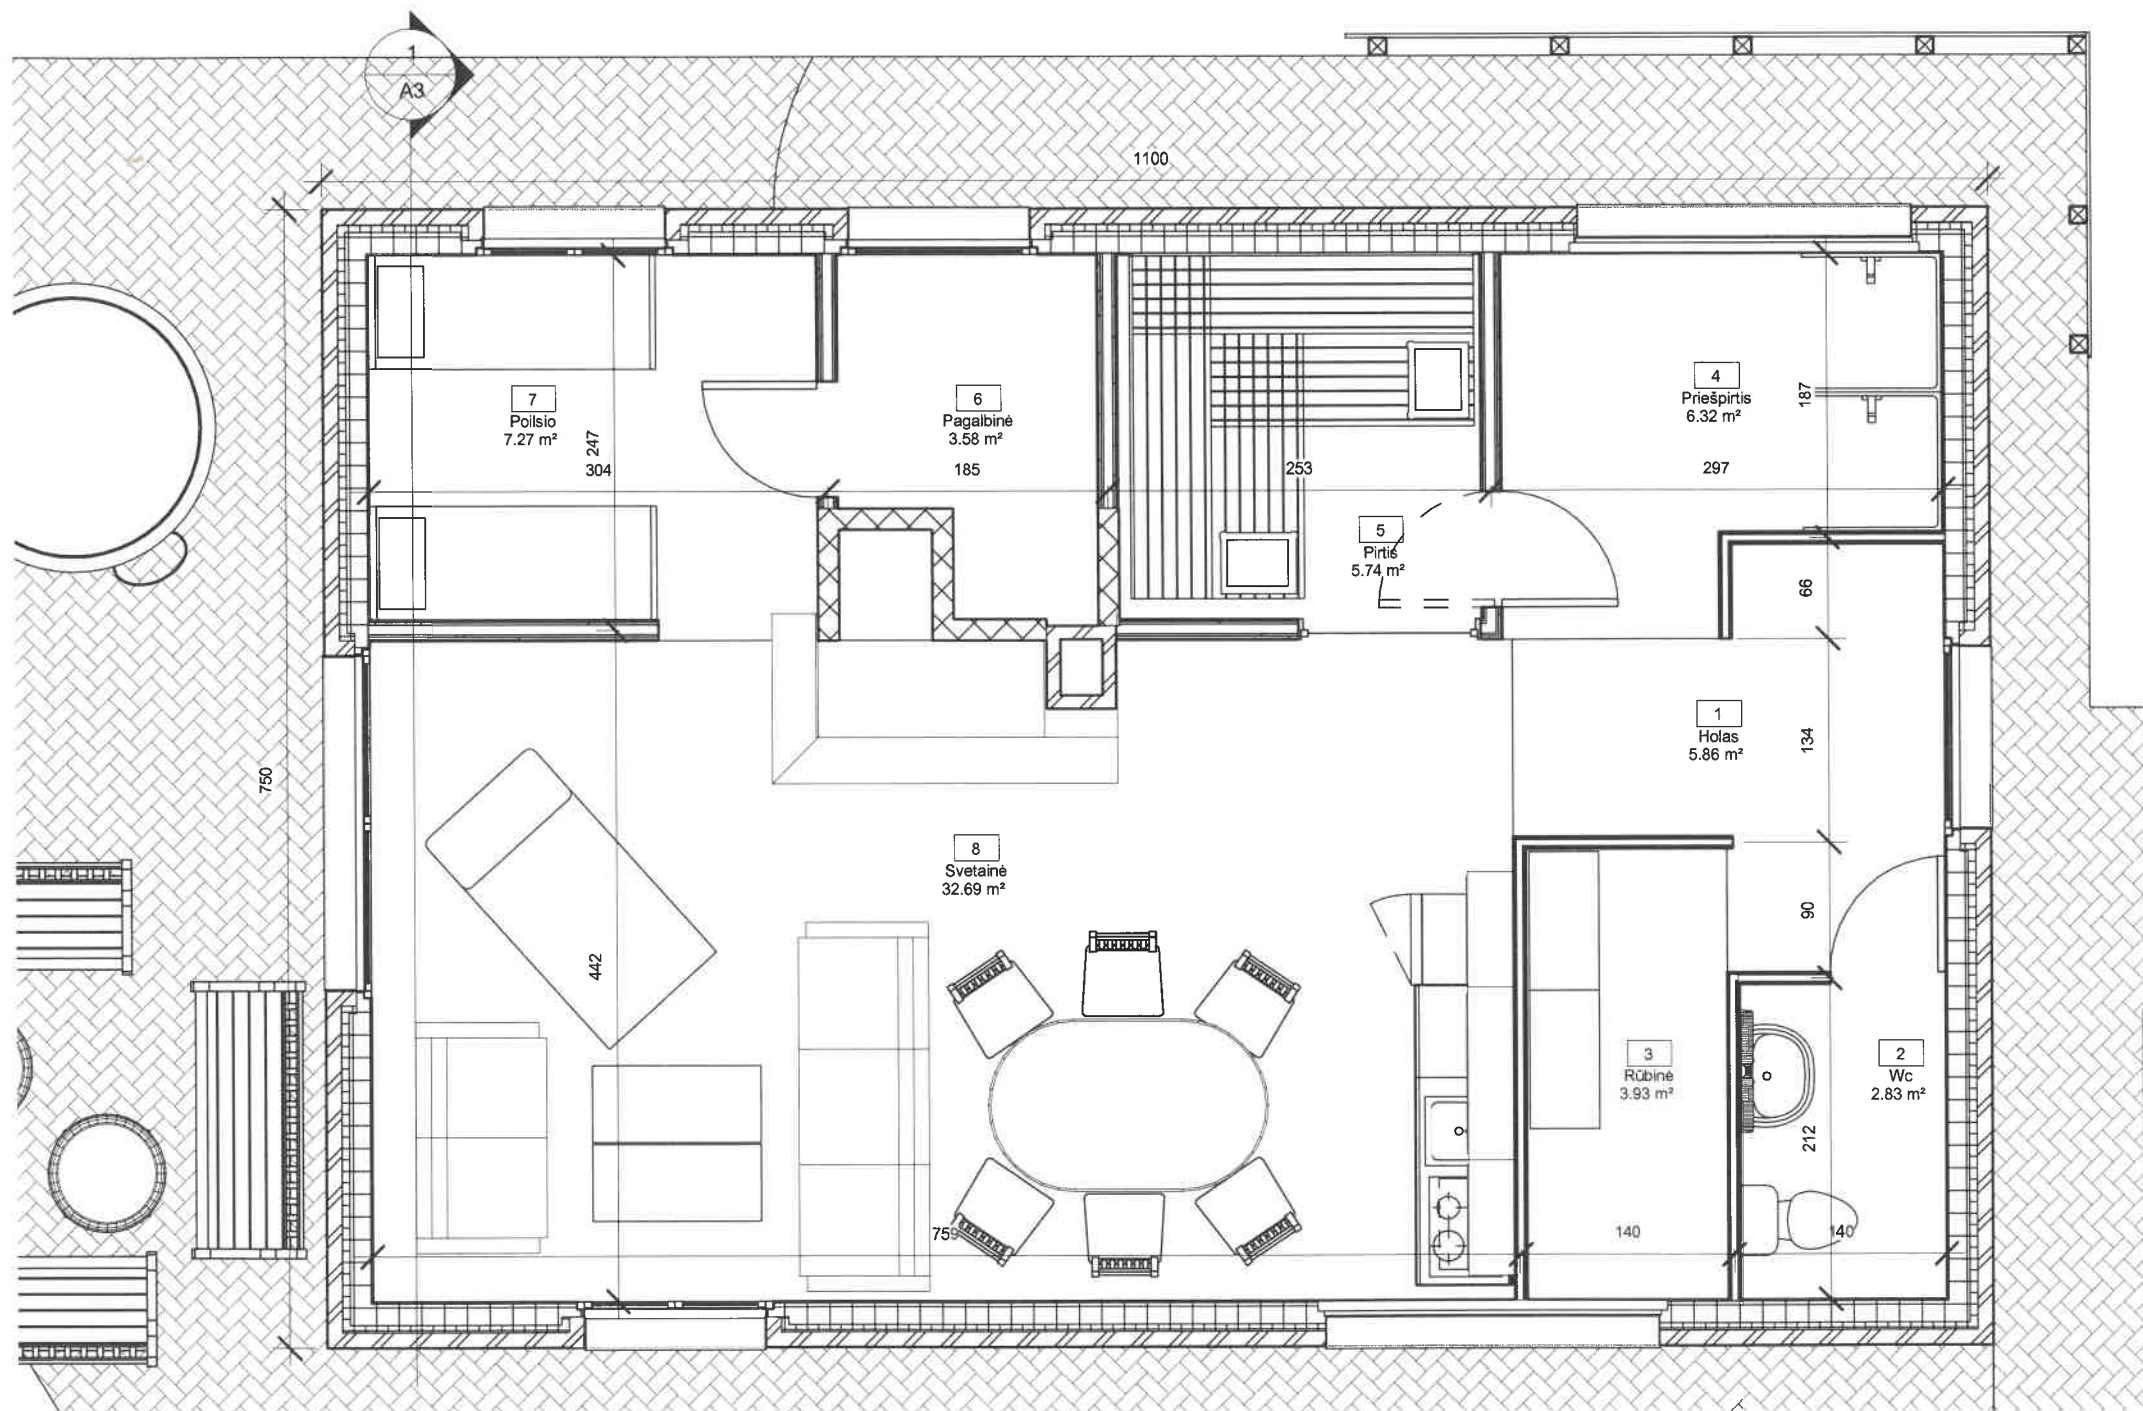 1
A3
1100
7
Poilsio
7.27 m²
247
304
6
Pagalbinė
3.58 m²
185
253
4
Priešpirtis
6.32 m²
187
297
5
Pirtis
5.74 m²
66
1
Holas
5.86 m²
134
750
8
Svetainė
32.69 m²
90
442
3
Rūbinė
3.93 m²
2
Wc
2.83 m²
212
759
140
140